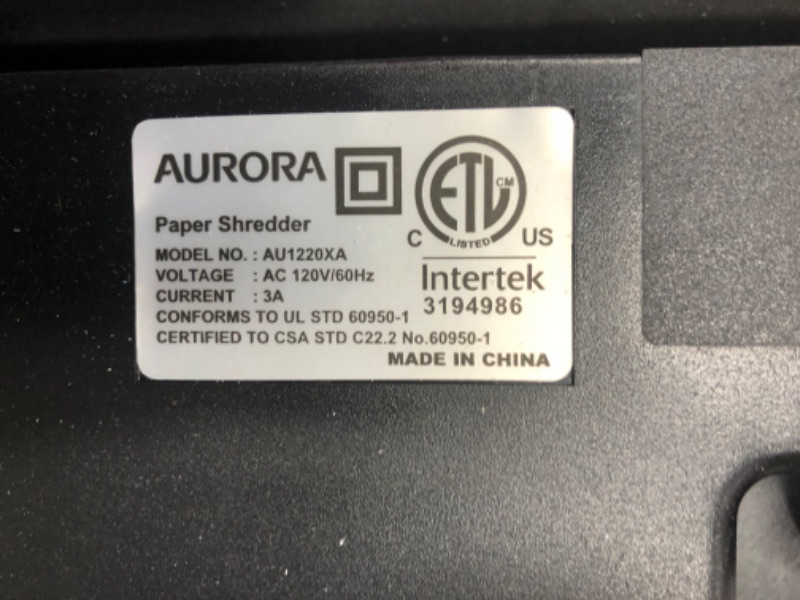 AURORA
Paper Shredder
MODEL NO. : AU1220XA
VOLTAGE : AC 120V/60Hz
CURRENT : 3A
CONFORMS TO UL STD 60950-1
CERTIFIED TO CSA STD C22.2 No.60950-1
MADE IN CHINA
ETL CM
C LISTED US
Intertek
3194986